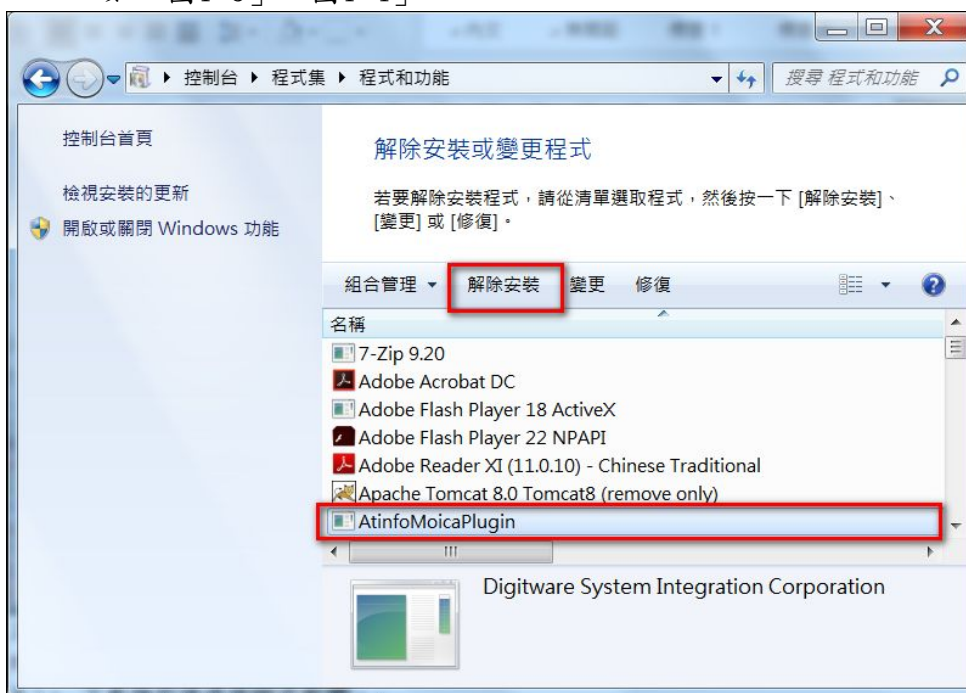 控制台 ▸ 程式集 ▸ 程式和功能
搜尋 程式和功能
控制台首頁
檢視安裝的更新
開啟或關閉 Windows 功能
解除安裝或變更程式
若要解除安裝程式，請從清單選取程式，然後按一下 [解除安裝]、
[變更] 或 [修復]。
組合管理 解除安裝 變更 修復
名稱
7-Zip 9.20
Adobe Acrobat DC
Adobe Flash Player 18 ActiveX
Adobe Flash Player 22 NPAPI
Adobe Reader XI (11.0.10) - Chinese Traditional
Apache Tomcat 8.0 Tomcat8 (remove only)
AtinfoMoicaPlugin
Digitware System Integration Corporation